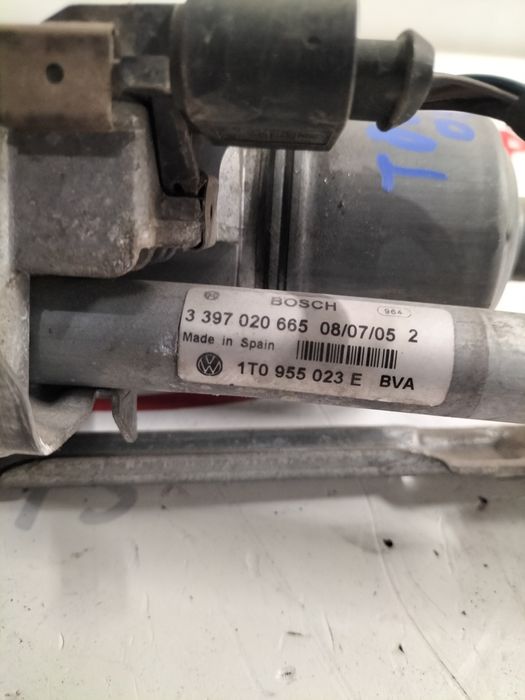 BOSCH 964
3 397 020 665 08/07/05 2
Made in Spain
1T0 955 023 E BVA